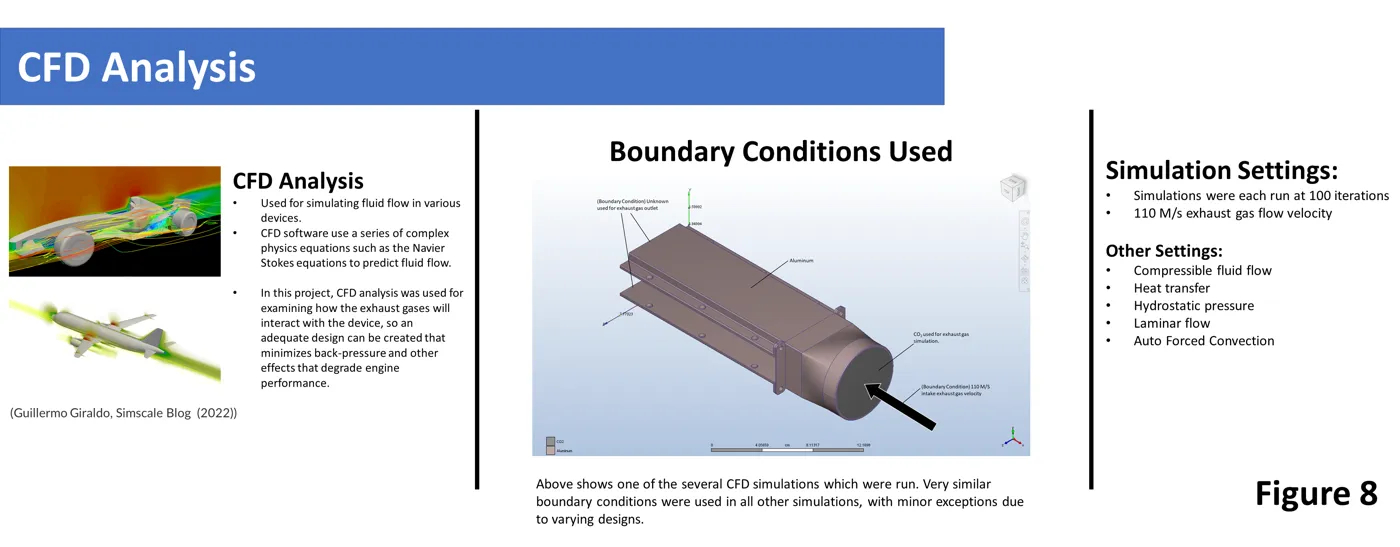 CFD Analysis
CFD Analysis
• Used for simulating fluid flow in various
devices.
• CFD software use a series of complex
physics equations such as the Navier
Stokes equations to predict fluid flow.
• In this project, CFD analysis was used for
examining how the exhaust gases will
interact with the device, so an
adequate design can be created that
minimizes back-pressure and other
effects that degrade engine
performance.
(Guillermo Giraldo, Simscale Blog (2022))
Boundary Conditions Used
(Boundary Condition) Unknown
used for exhaust gas outlet
Aluminum
CO₂ used for exhaust gas
simulation.
(Boundary Condition) 110 M/S
intake exhaust gas velocity
CO2
Aluminum
0
Above shows one of the several CFD simulations which were run. Very similar
boundary conditions were used in all other simulations, with minor exceptions due
to varying designs.
Simulation Settings:
• Simulations were each run at 100 iterations
• 110 M/s exhaust gas flow velocity
Other Settings:
• Compressible fluid flow
• Heat transfer
• Hydrostatic pressure
• Laminar flow
• Auto Forced Convection
Figure 8